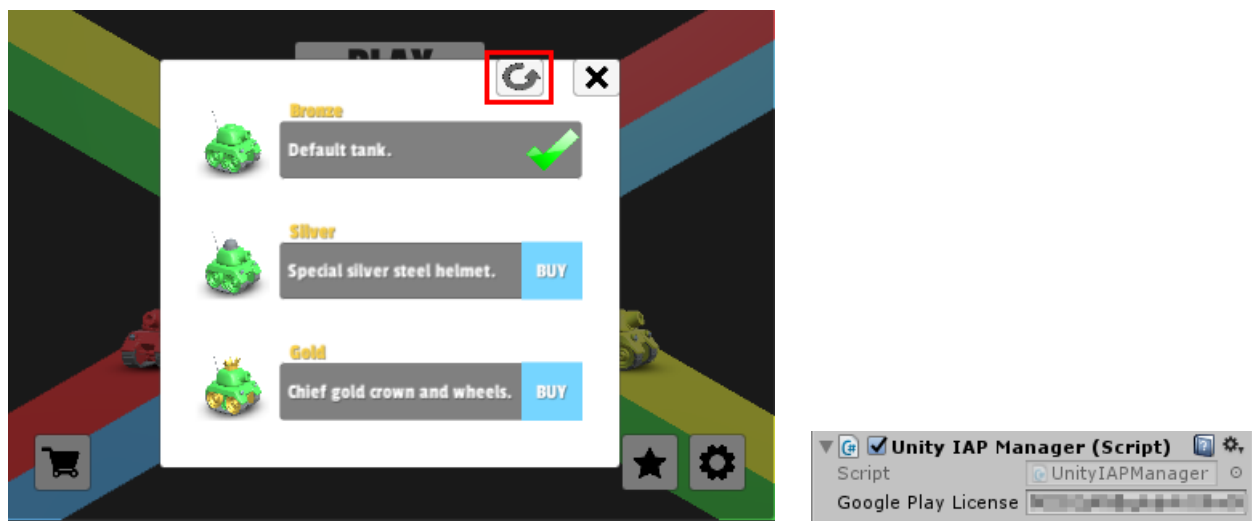 PLAY
Bronze
Default tank.
Silver
Special silver steel helmet.
BUY
Gold
Chief gold crown and wheels.
BUY
Unity IAP Manager (Script)
Script
UnityIAPManager
Google Play License